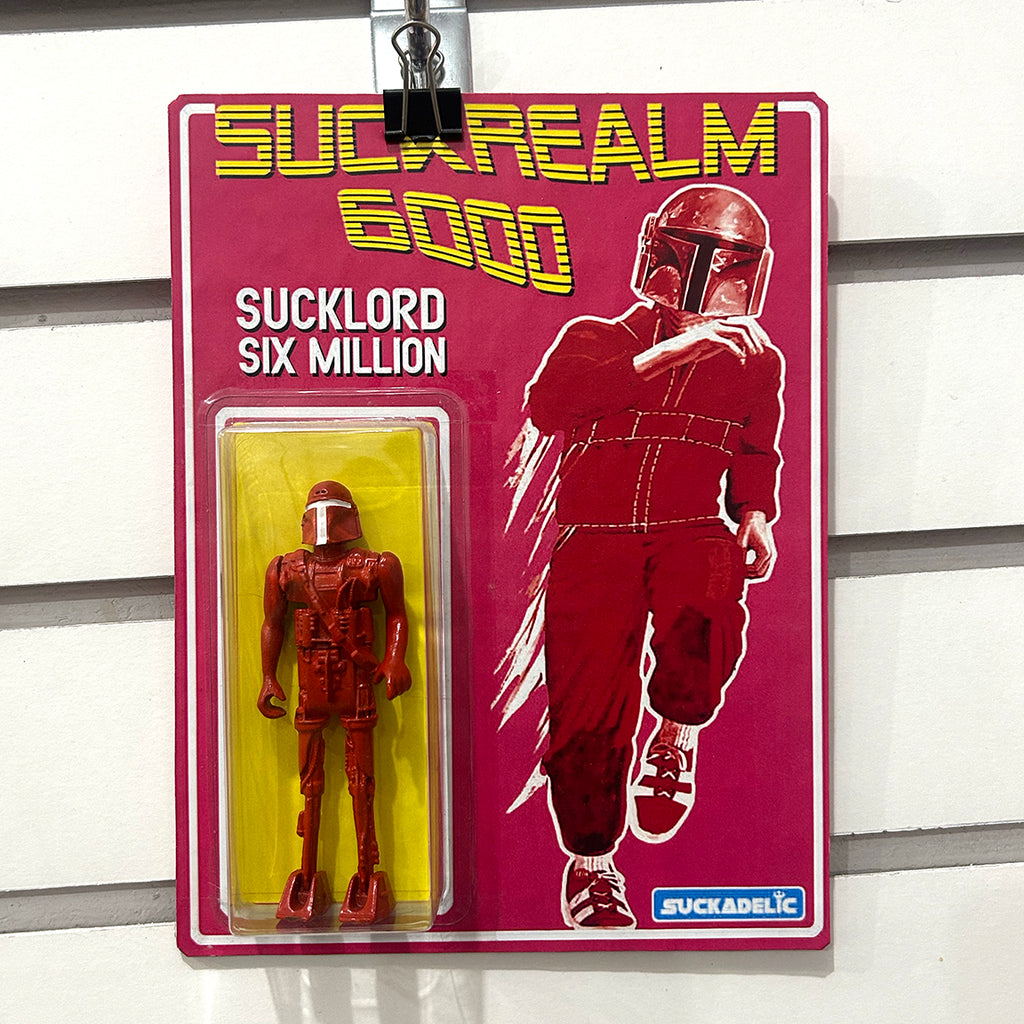 SUCKREALM
6000
SUCKLORD
SIX MILLION
SUCKADELIC